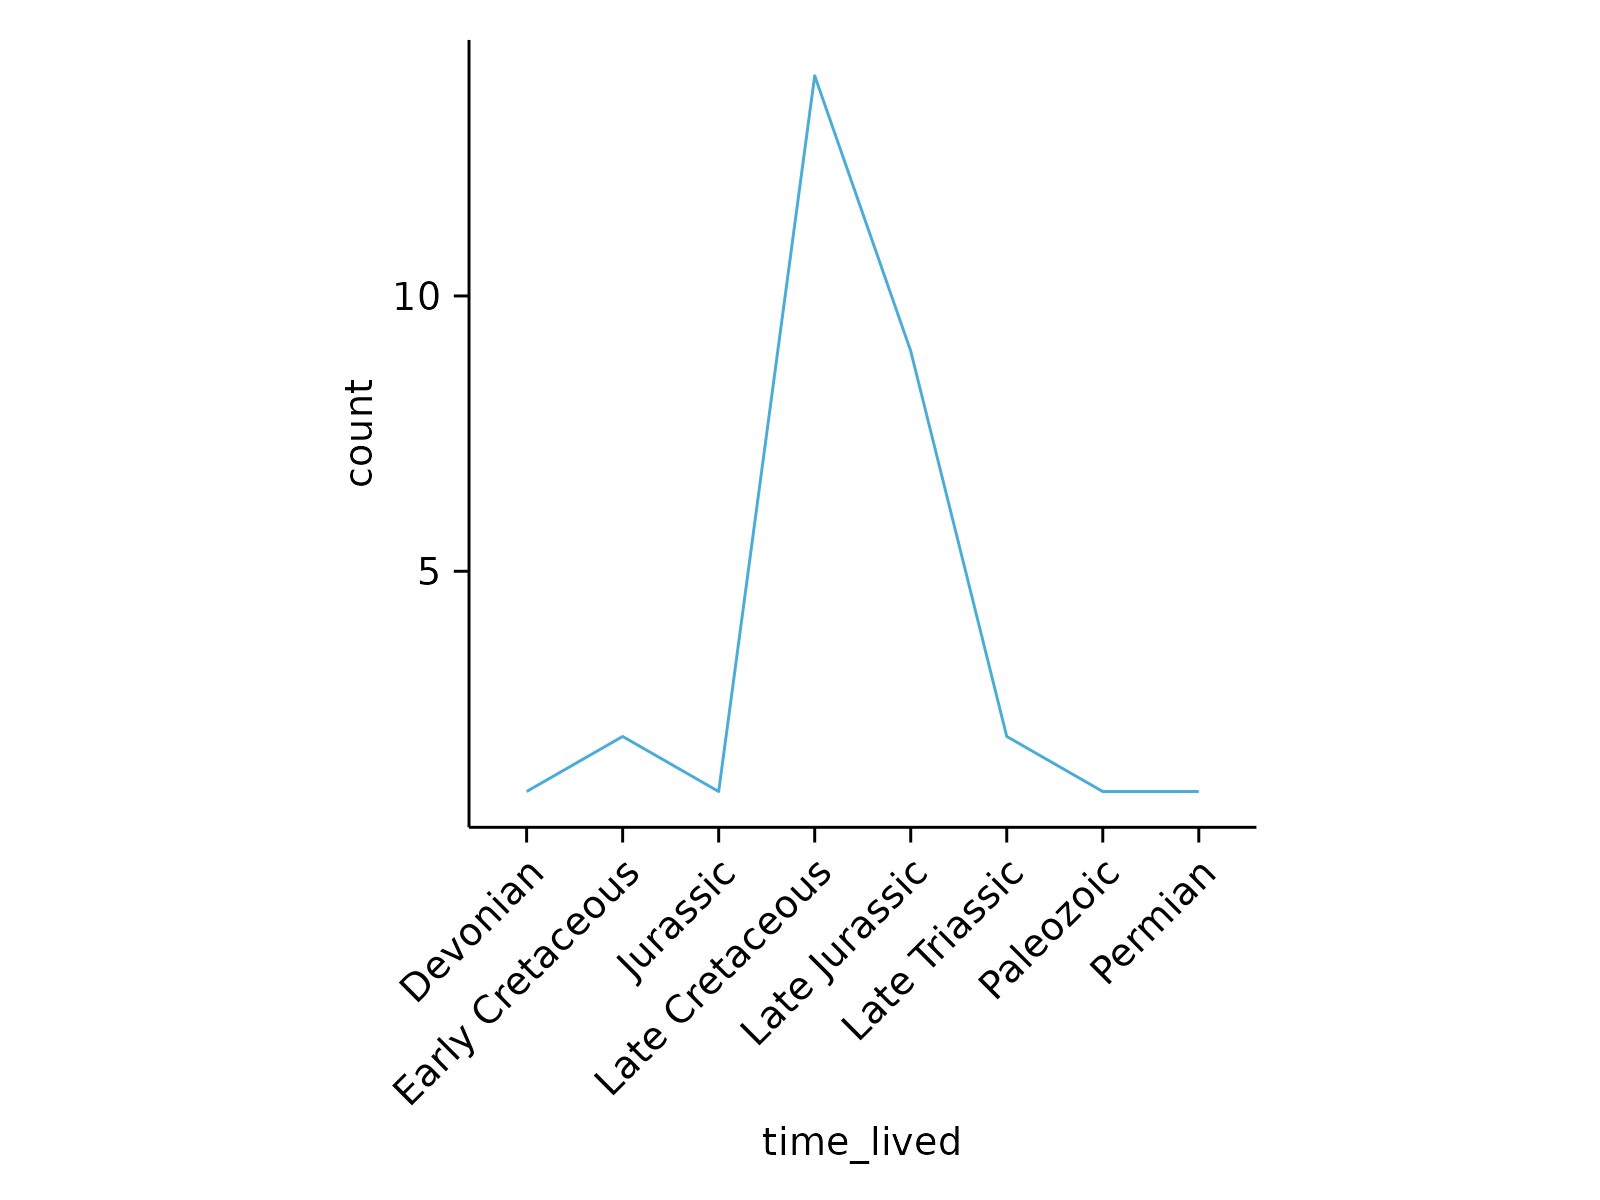 10
5
count
Devonian
Early Cretaceous
Jurassic
Late Cretaceous
Late Jurassic
Late Triassic
Paleozoic
Permian
time_lived